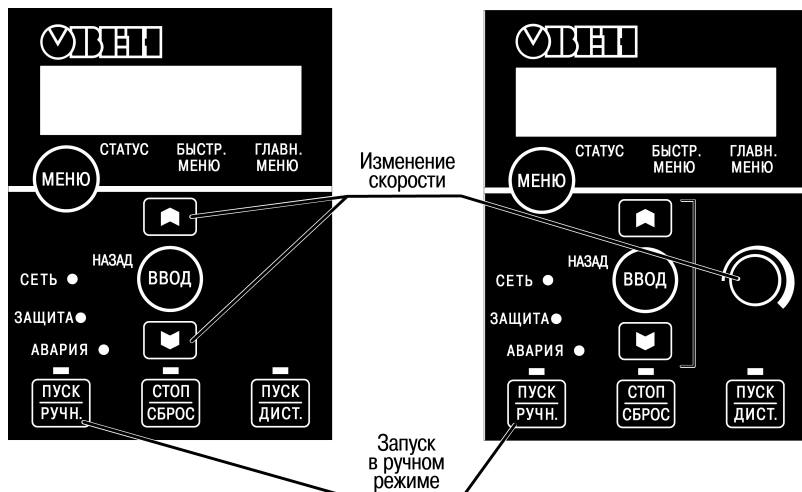 ОВЕН
СТАТУС БЫСТР. МЕНЮ ГЛАВН. МЕНЮ
МЕНЮ
НАЗАД
ВВОД
СЕТЬ
ЗАЩИТА
АВАРИЯ
ПУСК РУЧН.
СТОП СБРОС
ПУСК ДИСТ.
Изменение
скорости
ОВЕН
СТАТУС БЫСТР. МЕНЮ ГЛАВН. МЕНЮ
МЕНЮ
НАЗАД
ВВОД
СЕТЬ
ЗАЩИТА
АВАРИЯ
ПУСК РУЧН.
СТОП СБРОС
ПУСК ДИСТ.
Запуск
в ручном
режиме